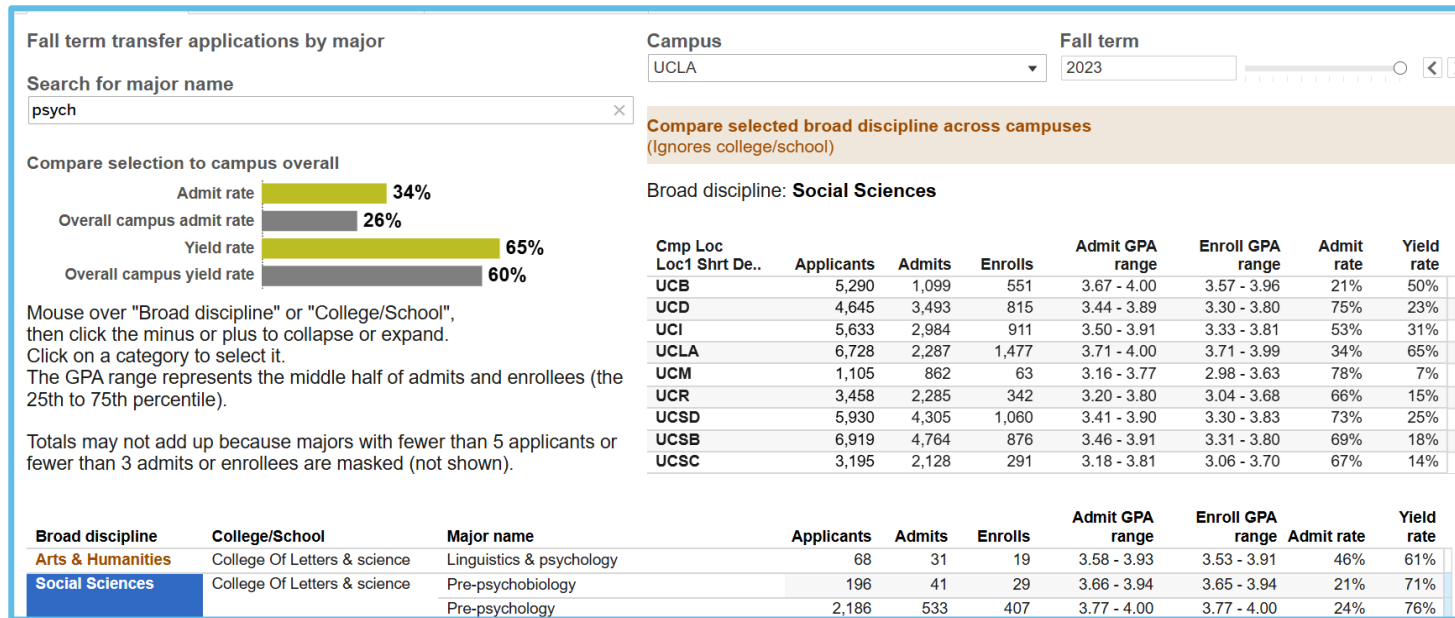 Fall term transfer applications by major
Campus
Fall term
UCLA
2023
Search for major name
psych
Compare selected broad discipline across campuses
(Ignores college/school)
Compare selection to campus overall
Admit rate 34%
Overall campus admit rate 26%
Yield rate 65%
Overall campus yield rate 60%
Mouse over "Broad discipline" or "College/School",
then click the minus or plus to collapse or expand.
Click on a category to select it.
The GPA range represents the middle half of admits and enrollees (the
25th to 75th percentile).
Totals may not add up because majors with fewer than 5 applicants or
fewer than 3 admits or enrollees are masked (not shown).
Broad discipline: Social Sciences
Cmp Loc Admit GPA Enroll GPA Admit Yield
Loc1 Shrt De.. Applicants Admits Enrolls range range rate rate
UCB 5,290 1,099 551 3.67 - 4.00 3.57 - 3.96 21% 50%
UCD 4,645 3,493 815 3.44 - 3.89 3.30 - 3.80 75% 23%
UCI 5,633 2,984 911 3.50 - 3.91 3.33 - 3.81 53% 31%
UCLA 6,728 2,287 1,477 3.71 - 4.00 3.71 - 3.99 34% 65%
UCM 1,105 862 63 3.16 - 3.77 2.98 - 3.63 78% 7%
UCR 3,458 2,285 342 3.20 - 3.80 3.04 - 3.68 66% 15%
UCSD 5,930 4,305 1,060 3.41 - 3.90 3.30 - 3.83 73% 25%
UCSB 6,919 4,764 876 3.46 - 3.91 3.31 - 3.80 69% 18%
UCSC 3,195 2,128 291 3.18 - 3.81 3.06 - 3.70 67% 14%
Admit GPA Enroll GPA Yield
Broad discipline College/School Major name Applicants Admits Enrolls range range Admit rate rate
Arts & Humanities College Of Letters & science Linguistics & psychology 68 31 19 3.58 - 3.93 3.53 - 3.91 46% 61%
Social Sciences College Of Letters & science Pre-psychobiology 196 41 29 3.66 - 3.94 3.65 - 3.94 21% 71%
Pre-psychology 2,186 533 407 3.77 - 4.00 3.77 - 4.00 24% 76%